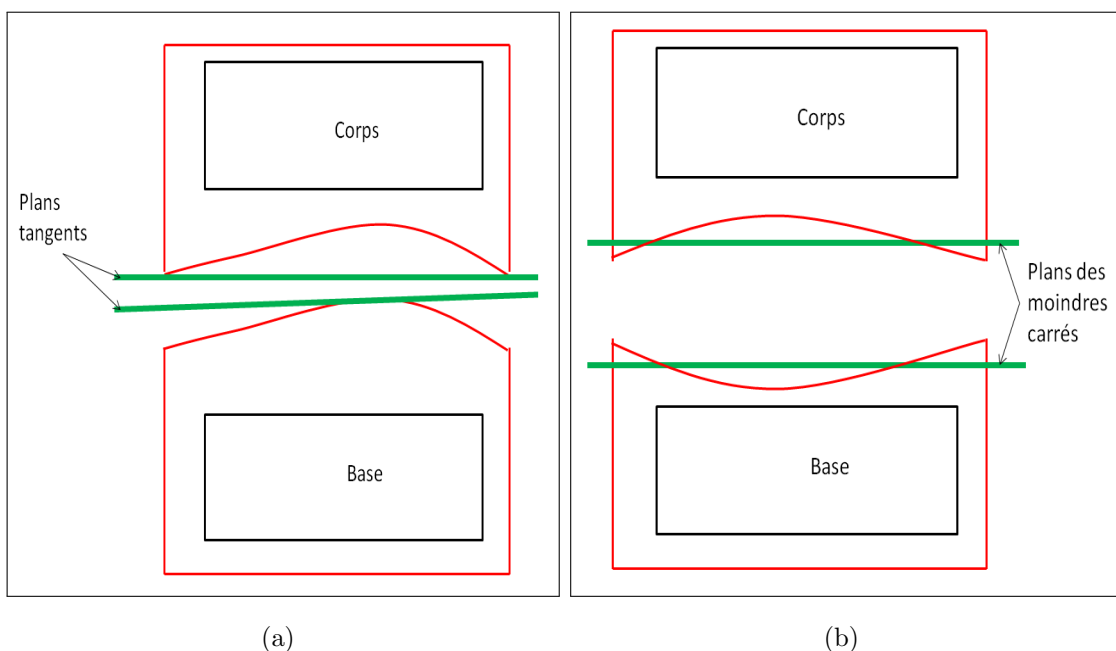 Corps
Plans
tangents
Base
Corps
Plans des
moindres
carrés
Base
(a)
(b)